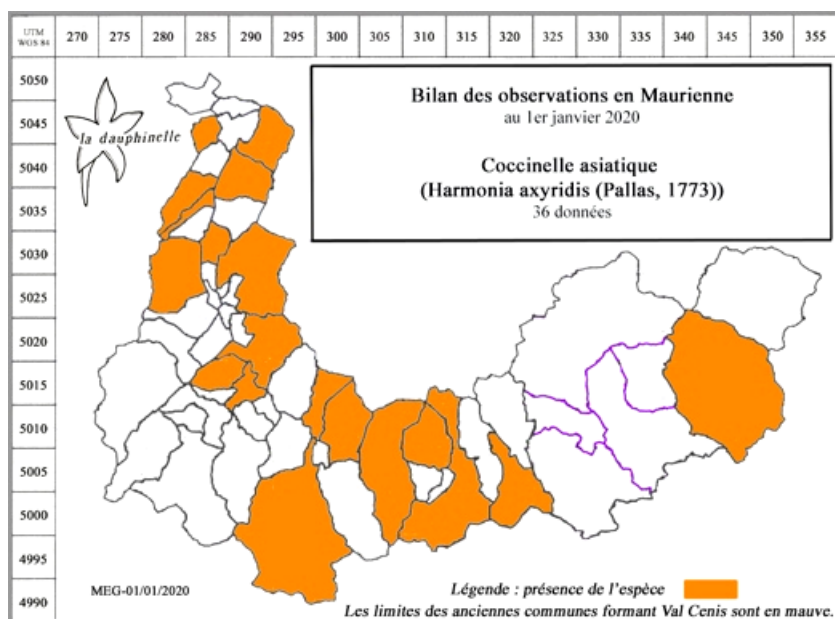 UTM
WGS 84
270 275 280 285 290 295 300 305 310 315 320 325 330 335 340 345 350 355
5050
5045
5040
5035
5030
5025
5020
5015
5010
5005
5000
4995
4990
la dauphinelle
Bilan des observations en Maurienne
au 1er janvier 2020
Coccinelle asiatique
(Harmonia axyridis (Pallas, 1773))
36 données
MEG-01/01/2020
Légende : présence de l'espèce
Les limites des anciennes communes formant Val Cenis sont en mauve.